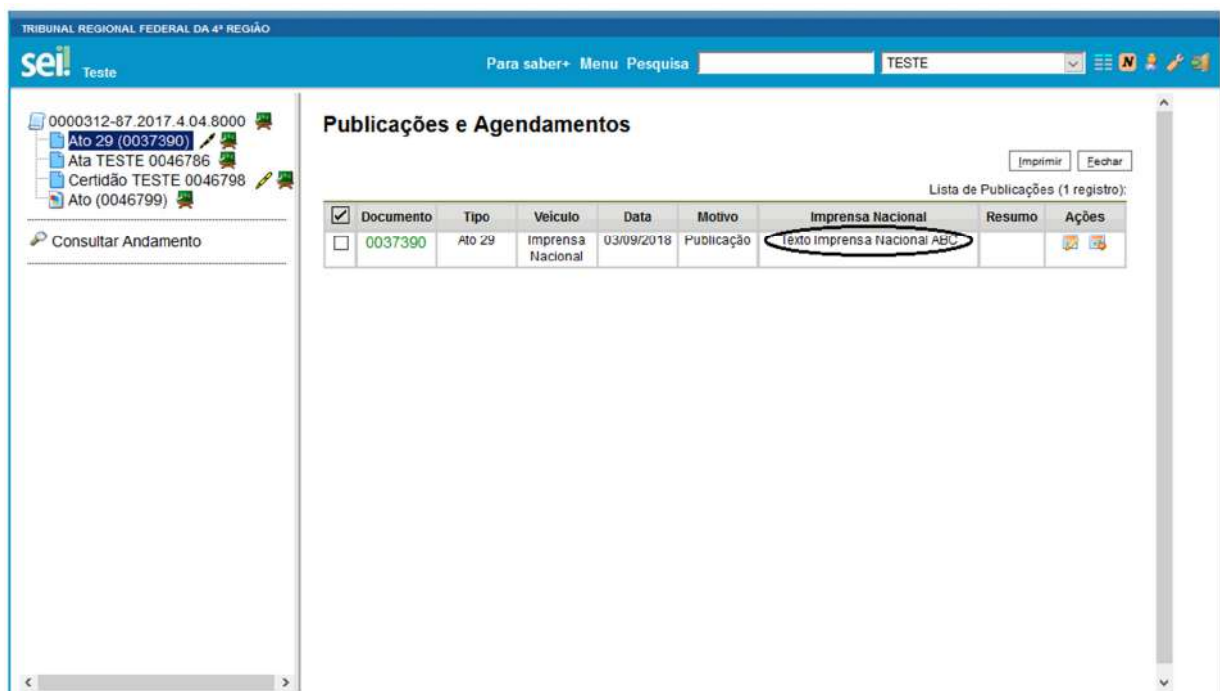 TRIBUNAL REGIONAL FEDERAL DA 4ª REGIÃO
sei! Teste
Para saber+ Menu Pesquisa
TESTE
0000312-87.2017.4.04.8000
Ato 29 (0037390)
Ata TESTE 0046786
Certidão TESTE 0046798
Ato (0046799)
Consultar Andamento
Publicações e Agendamentos
Imprimir Fechar
Lista de Publicações (1 registro):
Documento Tipo Veículo Data Motivo Imprensa Nacional Resumo Ações
0037390 Ato 29 Imprensa Nacional 03/09/2018 Publicação Texto Imprensa Nacional ABC